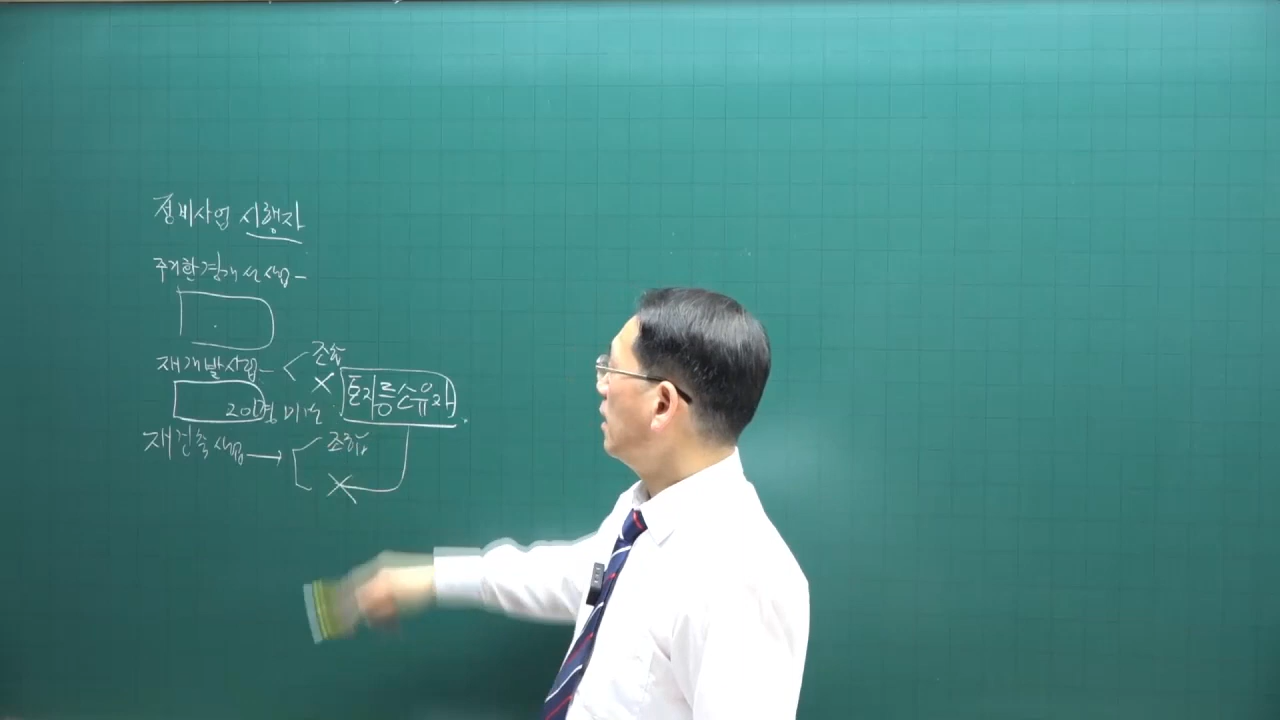 정비사업 시행자
주거환경개선사업 -
재개발사업 - 조합
X 토지등소유자
20인경 미만
재건축사업 → 조합
X